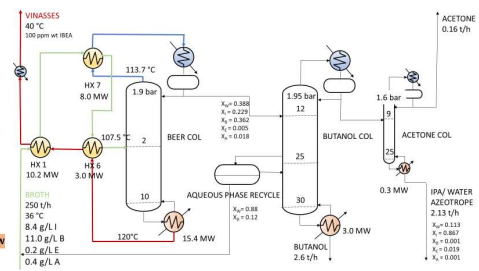 VINASSES
40 °C
100 ppm wt IBEA
113.7 °C
HX 7
8.0 MW
1.9 bar
107.5 °C
2
BEER COL
HX 1
10.2 MW
HX 6
3.0 MW
10
120°C
15.4 MW
BROTH
250 t/h
36 °C
8.4 g/L I
11.0 g/L B
0.2 g/L E
0.4 g/L A
W
AQUEOUS PHASE RECYCLE
Xw= 0.88
XB = 0.12
Xw= 0.388
XI = 0.229
XB = 0.362
XE = 0.005
XA = 0.018
1.95 bar
12
25
30
BUTANOL COL
3.0 MW
BUTANOL
2.6 t/h
1.6 bar
9
25
ACETONE COL
0.3 MW
ACETONE
0.16 t/h
IPA/ WATER
AZEOTROPE
2.13 t/h
Xw= 0.113
XI = 0.867
XB = 0.001
XE = 0.019
XA = 0.001